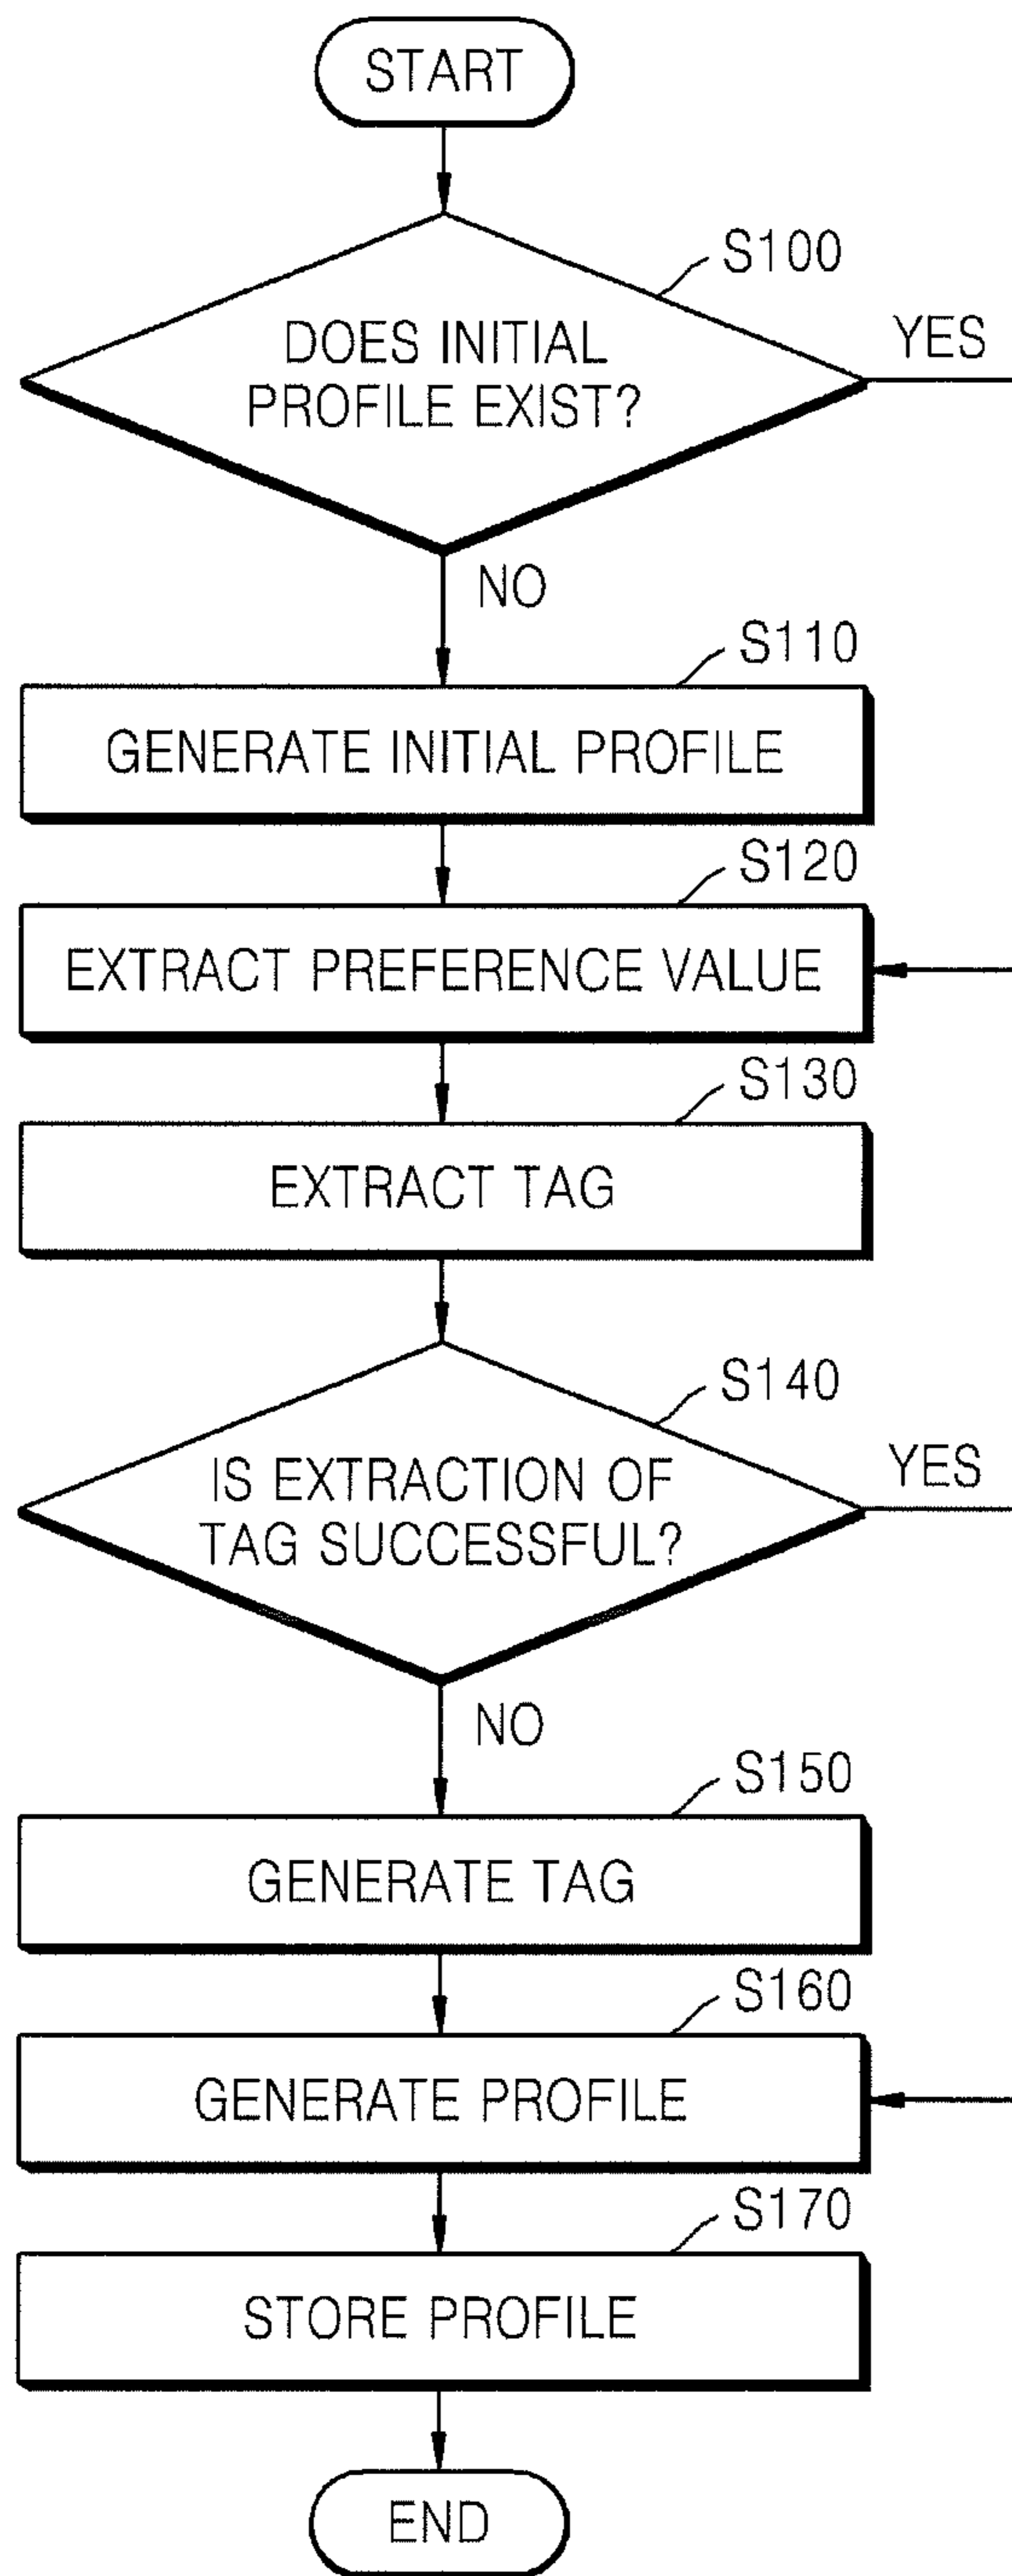 START
S100
DOES INITIAL
PROFILE EXIST?
YES
NO
S110
GENERATE INITIAL PROFILE
S120
EXTRACT PREFERENCE VALUE
S130
EXTRACT TAG
S140
IS EXTRACTION OF
TAG SUCCESSFUL?
YES
NO
S150
GENERATE TAG
S160
GENERATE PROFILE
S170
STORE PROFILE
END